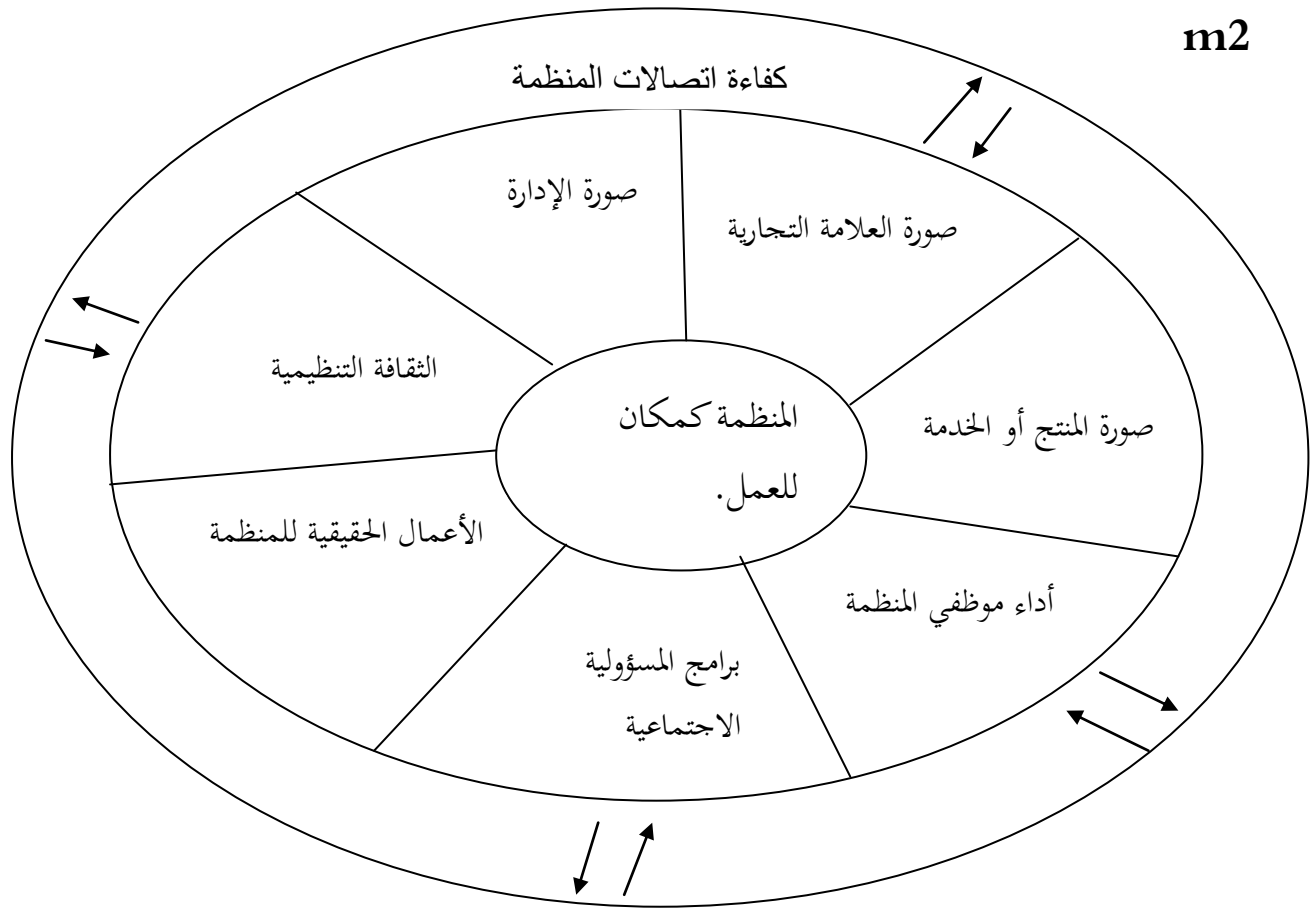 m2
كفاءة اتصالات المنظمة
صورة الإدارة
صورة العلامة التجارية
الثقافة التنظيمية
صورة المنتج أو الخدمة
المنظمة كمكان
للعمل.
الأعمال الحقيقية للمنظمة
أداء موظفي المنظمة
برامج المسؤولية
الاجتماعية